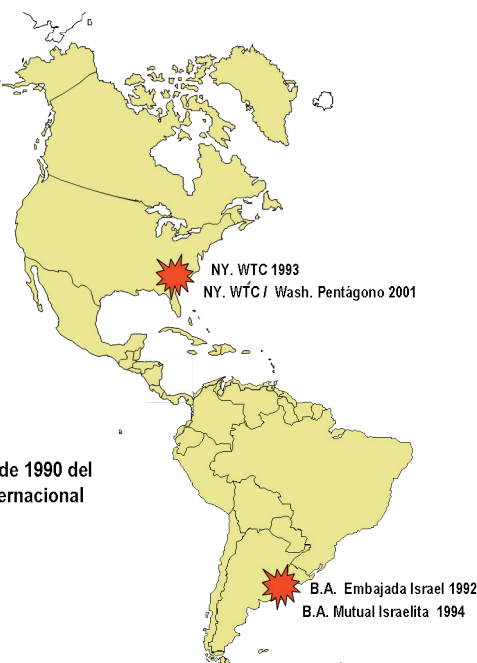 NY. WTC 1993
NY. WTC / Wash. Pentágono 2001
de 1990 del
ernacional
B.A. Embajada Israel 1992
B.A. Mutual Israelita 1994